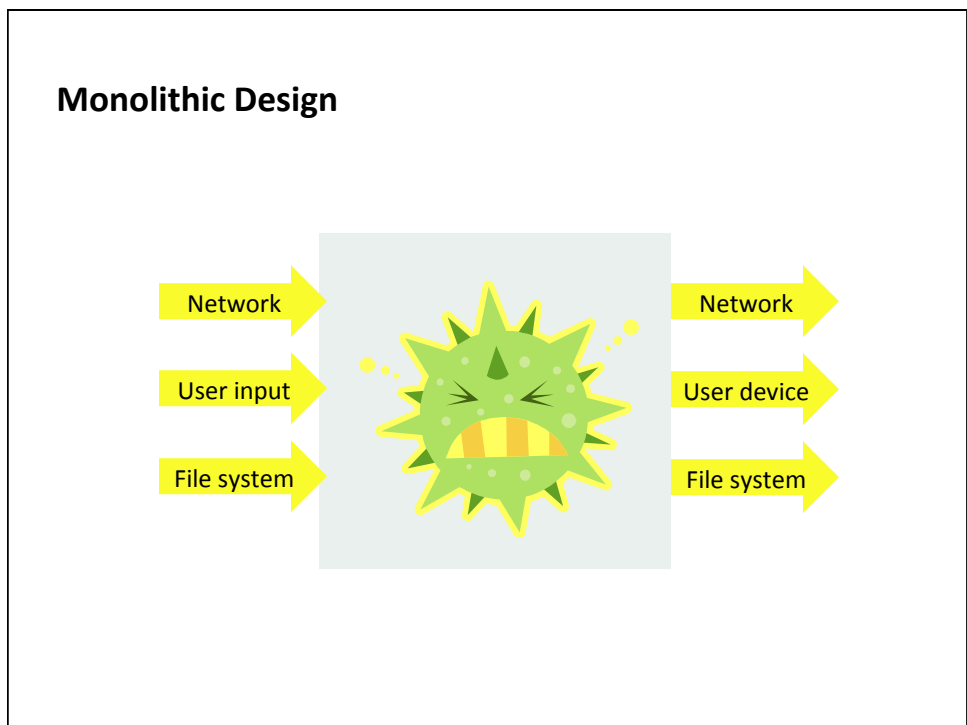 Monolithic Design
Network
User input
File system
Network
User device
File system